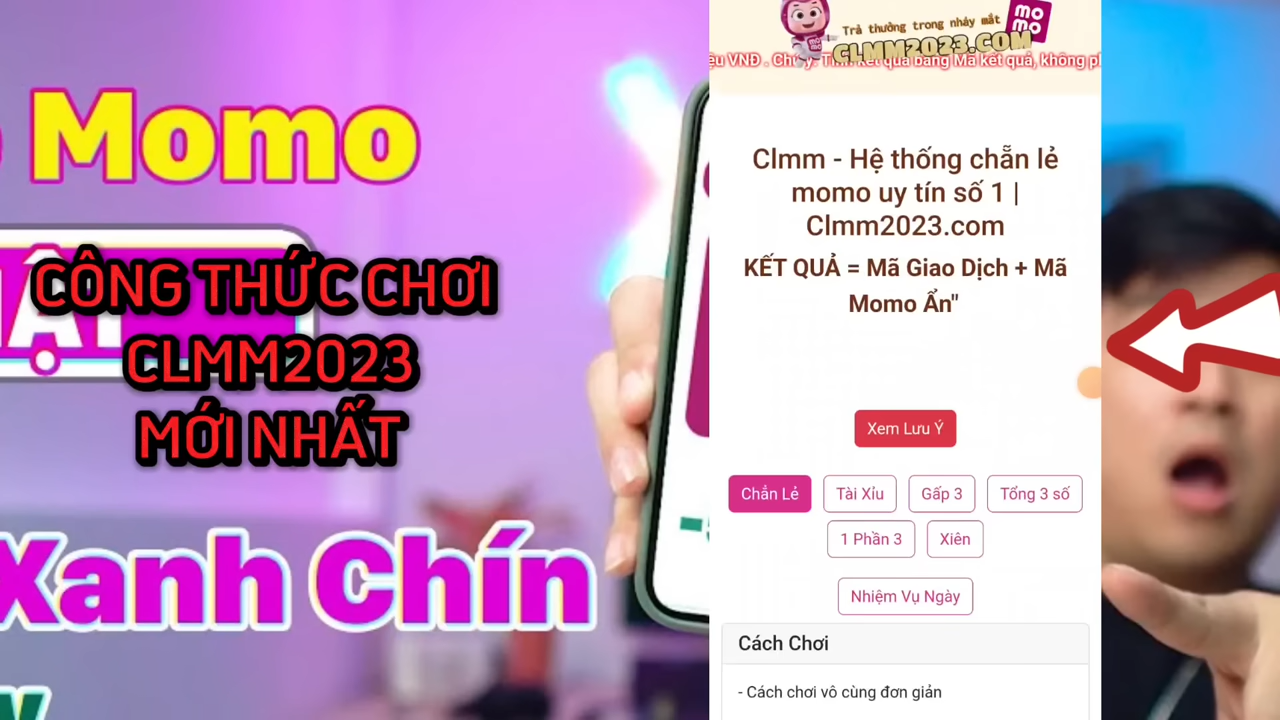 Momo
CÔNG THỨC CHƠI
CLMM2023
MỚI NHẤT
Xanh Chín
Trả thưởng trong nháy mắt
momo
CLMM2023.COM
Clmm - Hệ thống chẵn lẻ
momo uy tín số 1 |
Clmm2023.com
KẾT QUẢ = Mã Giao Dịch + Mã
Momo Ẩn"
Xem Lưu Ý
Chẳn Lẻ
Tài Xỉu
Gấp 3
Tổng 3 số
1 Phần 3
Xiên
Nhiệm Vụ Ngày
Cách Chơi
- Cách chơi vô cùng đơn giản